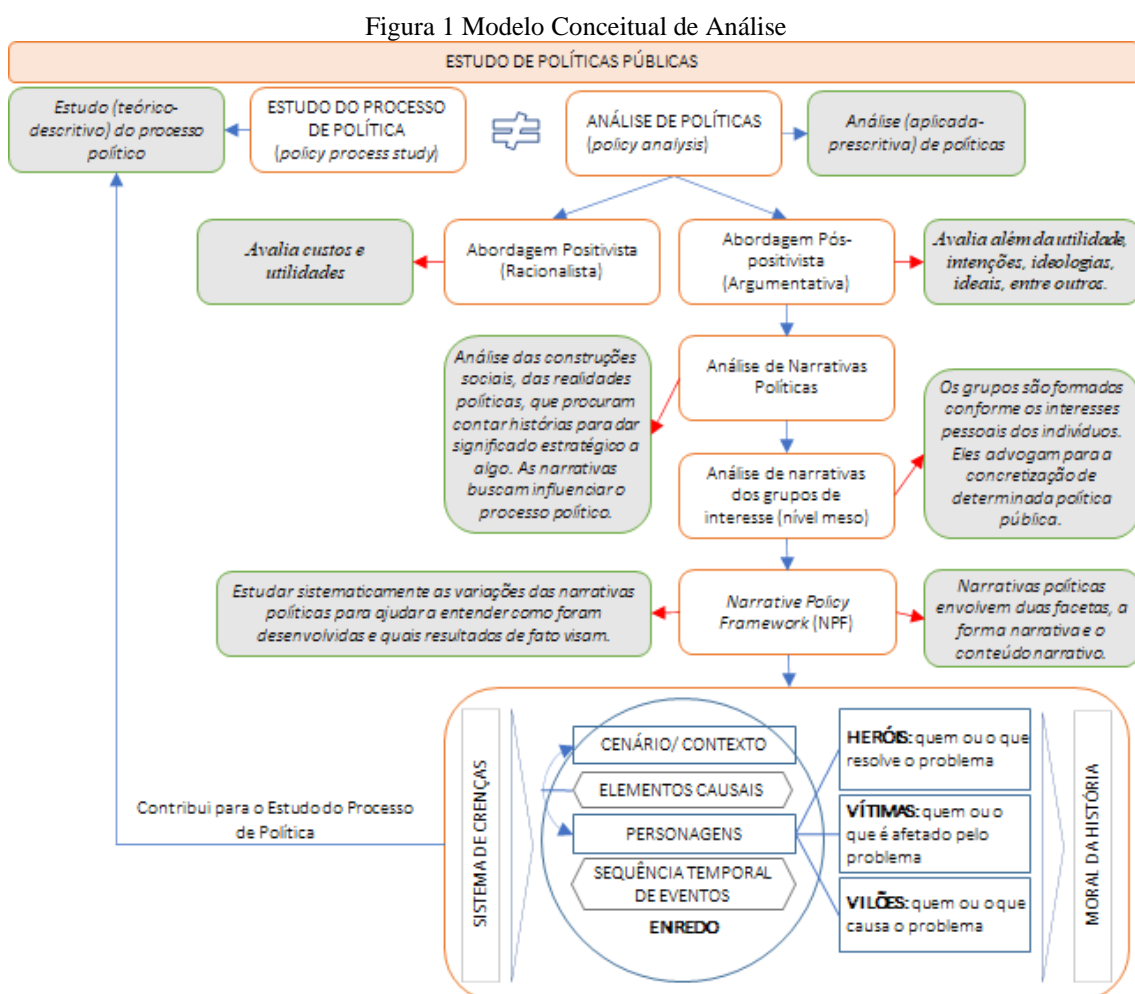 Figura 1 Modelo Conceitual de Análise
ESTUDO DE POLÍTICAS PÚBLICAS
Estudo (teórico-
descritivo) do processo
político
ESTUDO DO PROCESSO
DE POLÍTICA
(policy process study)
ANÁLISE DE POLÍTICAS
(policy analysis)
Análise (aplicada-
prescritiva) de políticas
Avalia custos e
utilidades
Abordagem Positivista
(Racionalista)
Abordagem Pós-
positivista
(Argumentativa)
Avalia além da utilidade,
intenções, ideologias,
ideais, entre outros.
Análise das construções
sociais, das realidades
políticas, que procuram
contar histórias para dar
significado estratégico a
algo. As narrativas
buscam influenciar o
processo político.
Análise de Narrativas
Políticas
Os grupos são formados
conforme os interesses
pessoais dos indivíduos.
Eles advogam para a
concretização de
determinada política
pública.
Análise de narrativas
dos grupos de
interesse (nível meso)
Estudar sistematicamente as variações das narrativas
políticas para ajudar a entender como foram
desenvolvidas e quais resultados de fato visam.
Narrative Policy
Framework (NPF)
Narrativas políticas
envolvem duas facetas, a
forma narrativa e o
conteúdo narrativo.
Contribui para o Estudo do Processo
de Política
SISTEMA DE CRENÇAS
CENÁRIO/ CONTEXTO
ELEMENTOS CAUSAIS
PERSONAGENS
SEQUÊNCIA TEMPORAL
DE EVENTOS
ENREDO
HERÓIS: quem ou o que
resolve o problema
VÍTIMAS: quem ou o
que é afetado pelo
problema
VILÕES: quem ou o que
causa o problema
MORAL DA HISTÓRIA